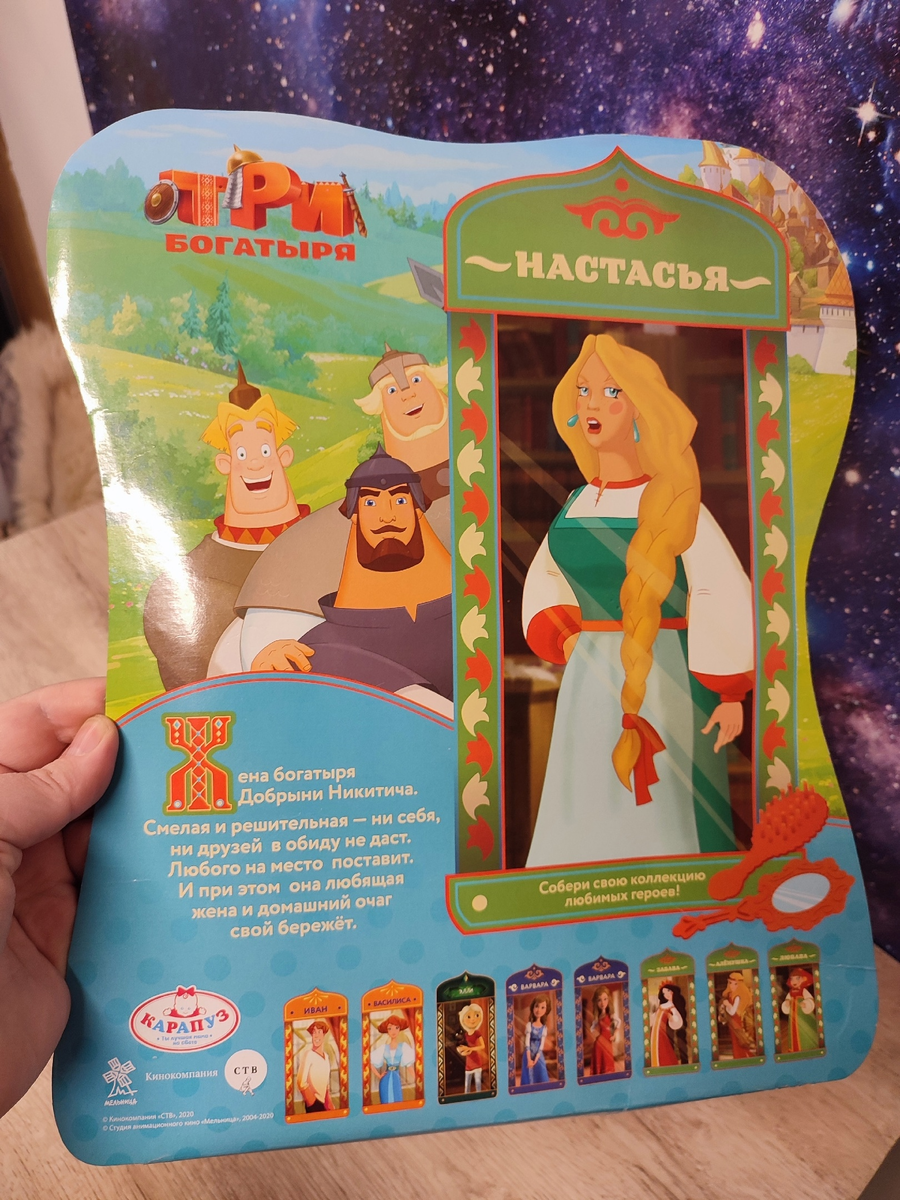 ТРИ
БОГАТЫРЯ
~НАСТАСЬЯ~
Жена богатыря
Добрыни Никитича.
Смелая и решительная — ни себя,
ни друзей в обиду не даст.
Любого на место поставит.
И при этом она любящая
жена и домашний очаг
свой бережёт.
Собери свою коллекцию
любимых героев!
ИВАН
ВАСИЛИСА
ВАРВАРА
ВАРВАРА
ЗАБАВА
АЛЁНУШКА
ЛЮБАВА
КАРАПУЗ
МЕЛЬНИЦА
Кинокомпания
СТВ
© Кинокомпания «СТВ», 2020
© Студия анимационного кино «Мельница», 2004-2020